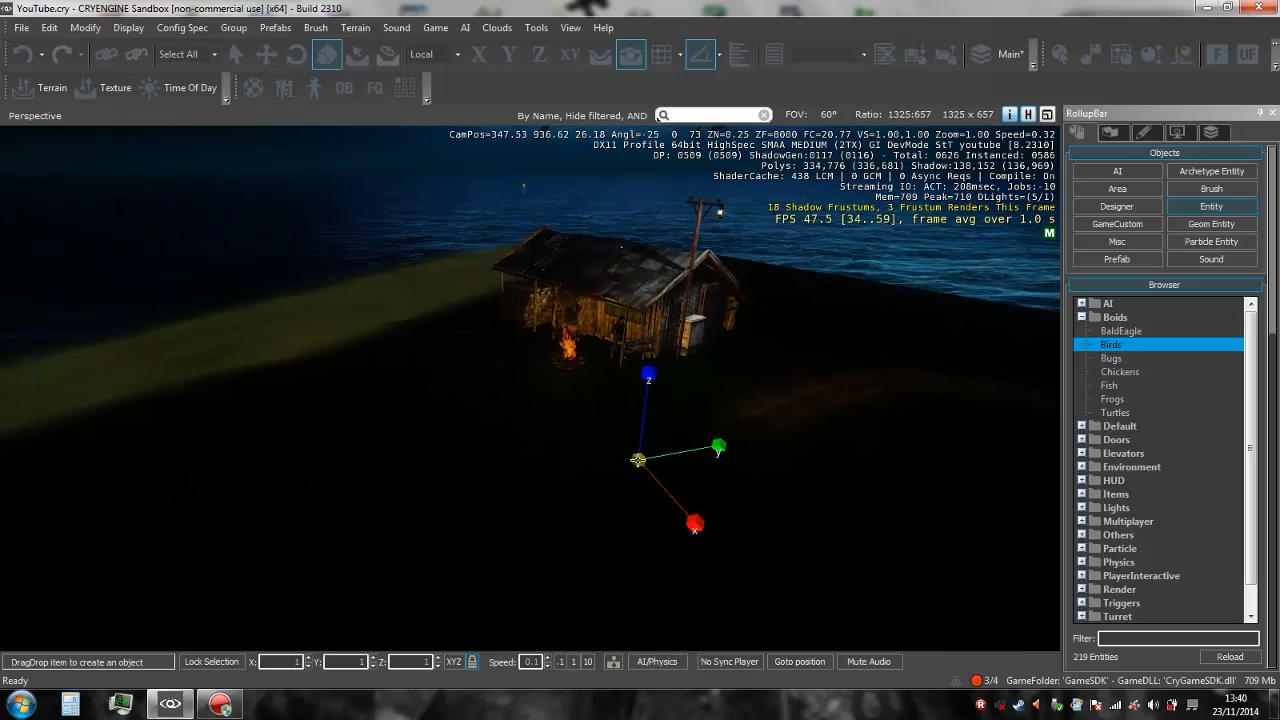 YouTube.cry - CRYENGINE Sandbox [non-commercial use] [x64] - Build 2310
File Edit Modify Display Config Spec Group Prefabs Brush Terrain Sound Game AI Clouds Tools View Help
Select All Local Main*
Terrain Texture Time Of Day DB FG
F UF
Perspective By Name, Hide filtered, AND FOV: 60° Ratio: 1325:657 1325 x 657 i H
RollupBar
CamPos=347.53 936.62 26.18 Angl=-25 0 73 ZN=0.25 ZF=8000 FC=20.77 VS=1.00,1.00 Zoom=1.00 Speed=0.32
DX11 Profile 64bit HighSpec SMAA MEDIUM (2TX) GI DevMode StT youtube [8.2310]
DP: 0509 (0509) ShadowGen:0117 (0116) - Total: 0626 Instanced: 0586
Polys: 334,776 (336,681) Shadow:138,152 (136,969)
ShaderCache: 438 LCM | 0 GCM | 0 Async Reqs | Compile: On
Streaming IO: ACT: 208msec, Jobs:-10
Mem=709 Peak=710 DLights=(5/1)
18 Shadow Frustums, 3 Frustum Renders This Frame
FPS 47.5 [34..59], frame avg over 1.0 s
M
z
y
x
Objects
AI Archetype Entity
Area Brush
Designer Entity
GameCustom Geom Entity
Misc Particle Entity
Prefab Sound
Browser
AI
Boids
BaldEagle
Birds
Bugs
Chickens
Fish
Frogs
Turtles
Default
Doors
Elevators
Environment
HUD
Items
Lights
Multiplayer
Others
Particle
Physics
PlayerInteractive
Render
Triggers
Turret
Filter:
219 Entities Reload
DragDrop item to create an object Lock Selection X: 1 Y: 1 Z: 1 XYZ Speed: 0.1 .1 1 10 AI/Physics No Sync Player Goto position Mute Audio
Ready 3/4 GameFolder: 'GameSDK' - GameDLL: 'CryGameSDK.dll' 709 Mb
13:40
23/11/2014